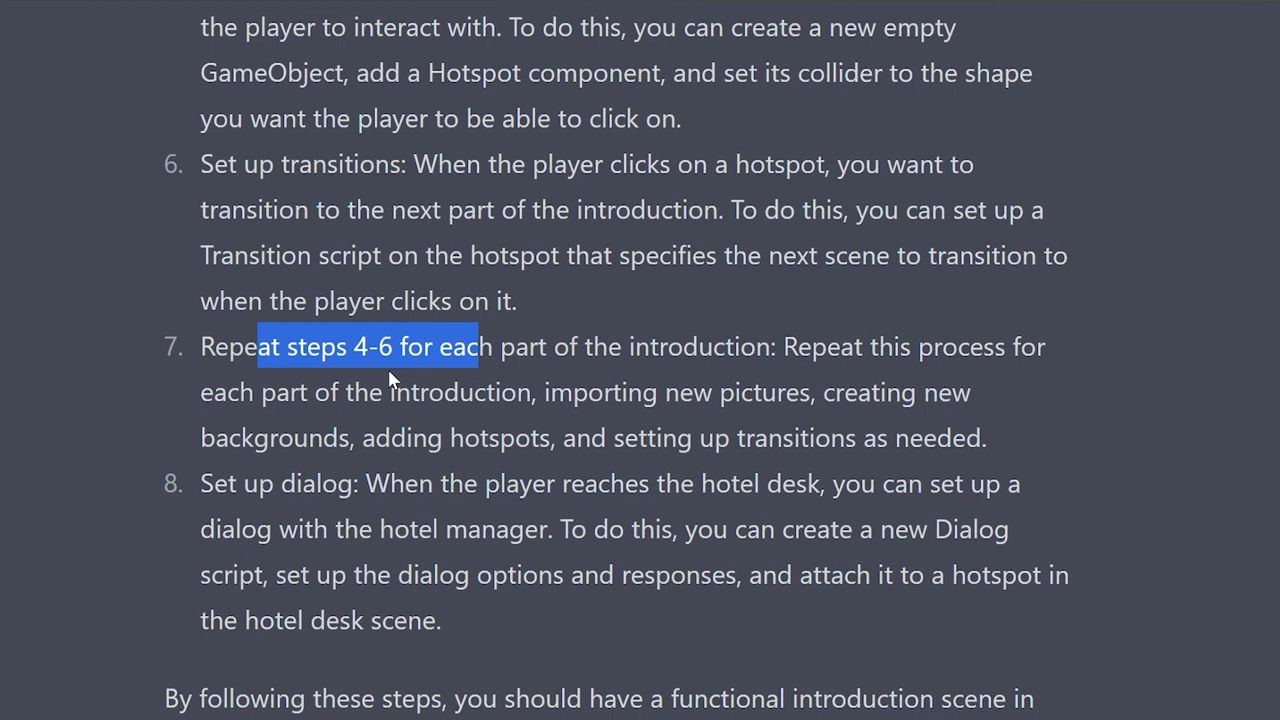 the player to interact with. To do this, you can create a new empty
GameObject, add a Hotspot component, and set its collider to the shape
you want the player to be able to click on.
6. Set up transitions: When the player clicks on a hotspot, you want to
transition to the next part of the introduction. To do this, you can set up a
Transition script on the hotspot that specifies the next scene to transition to
when the player clicks on it.
7. Repeat steps 4-6 for each part of the introduction: Repeat this process for
each part of the introduction, importing new pictures, creating new
backgrounds, adding hotspots, and setting up transitions as needed.
8. Set up dialog: When the player reaches the hotel desk, you can set up a
dialog with the hotel manager. To do this, you can create a new Dialog
script, set up the dialog options and responses, and attach it to a hotspot in
the hotel desk scene.
By following these steps, you should have a functional introduction scene in